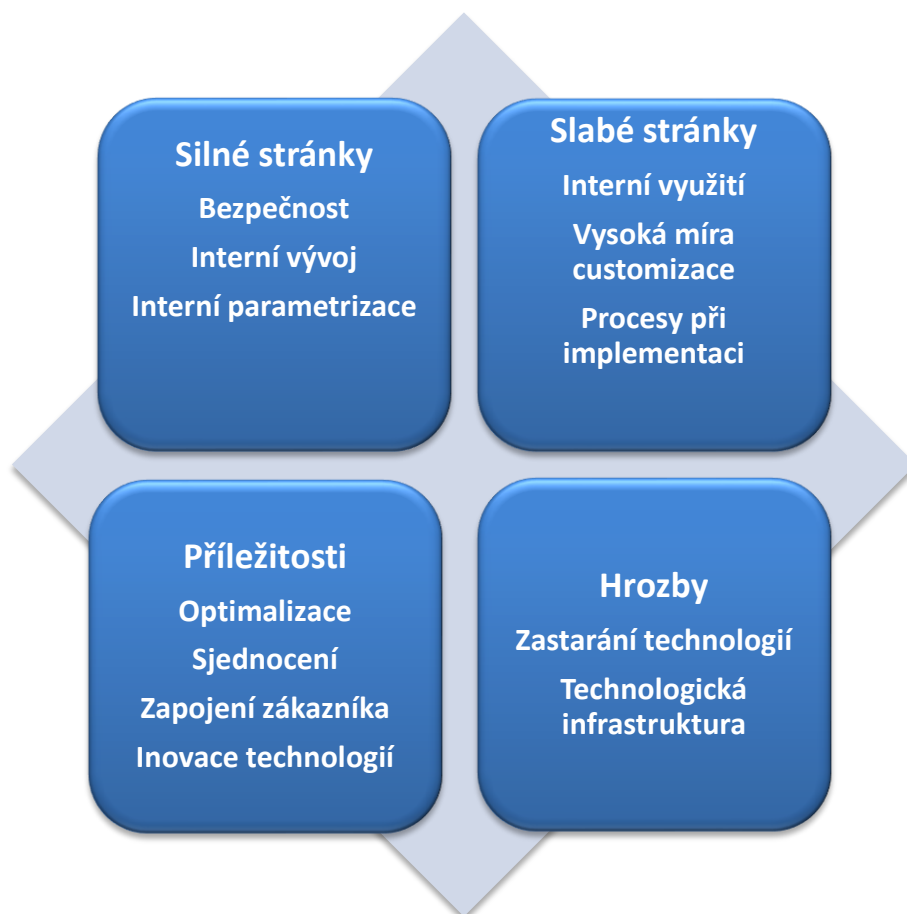 Silné stránky
Bezpečnost
Interní vývoj
Interní parametrizace
Slabé stránky
Interní využití
Vysoká míra
customizace
Procesy při
implementaci
Příležitosti
Optimalizace
Sjednocení
Zapojení zákazníka
Inovace technologií
Hrozby
Zastarání technologií
Technologická
infrastruktura